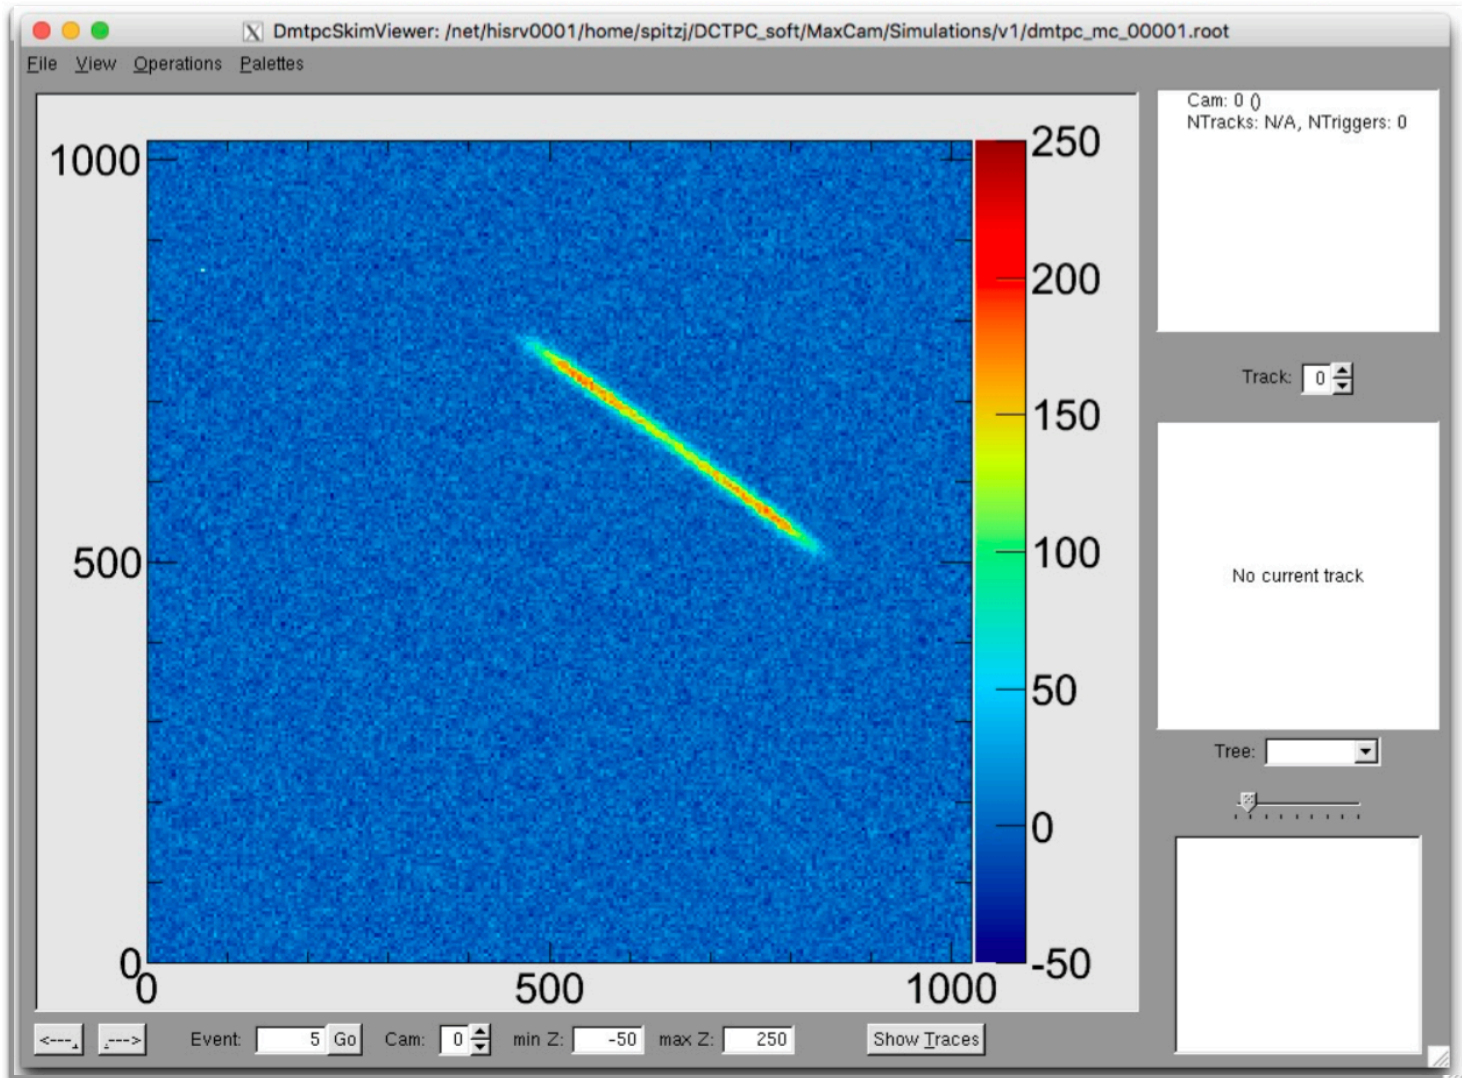 DmtpcSkimViewer: /net/hisrv0001/home/spitzj/DCTPC_soft/MaxCam/Simulations/v1/dmtpc_mc_00001.root
File View Operations Palettes
Cam: 0 ()
NTracks: N/A, NTriggers: 0
1000
500
0
0 500 1000
250
200
150
100
50
0
-50
Track: 0
No current track
Tree:
<---. .---> Event: 5 Go Cam: 0 min Z: -50 max Z: 250 Show Traces